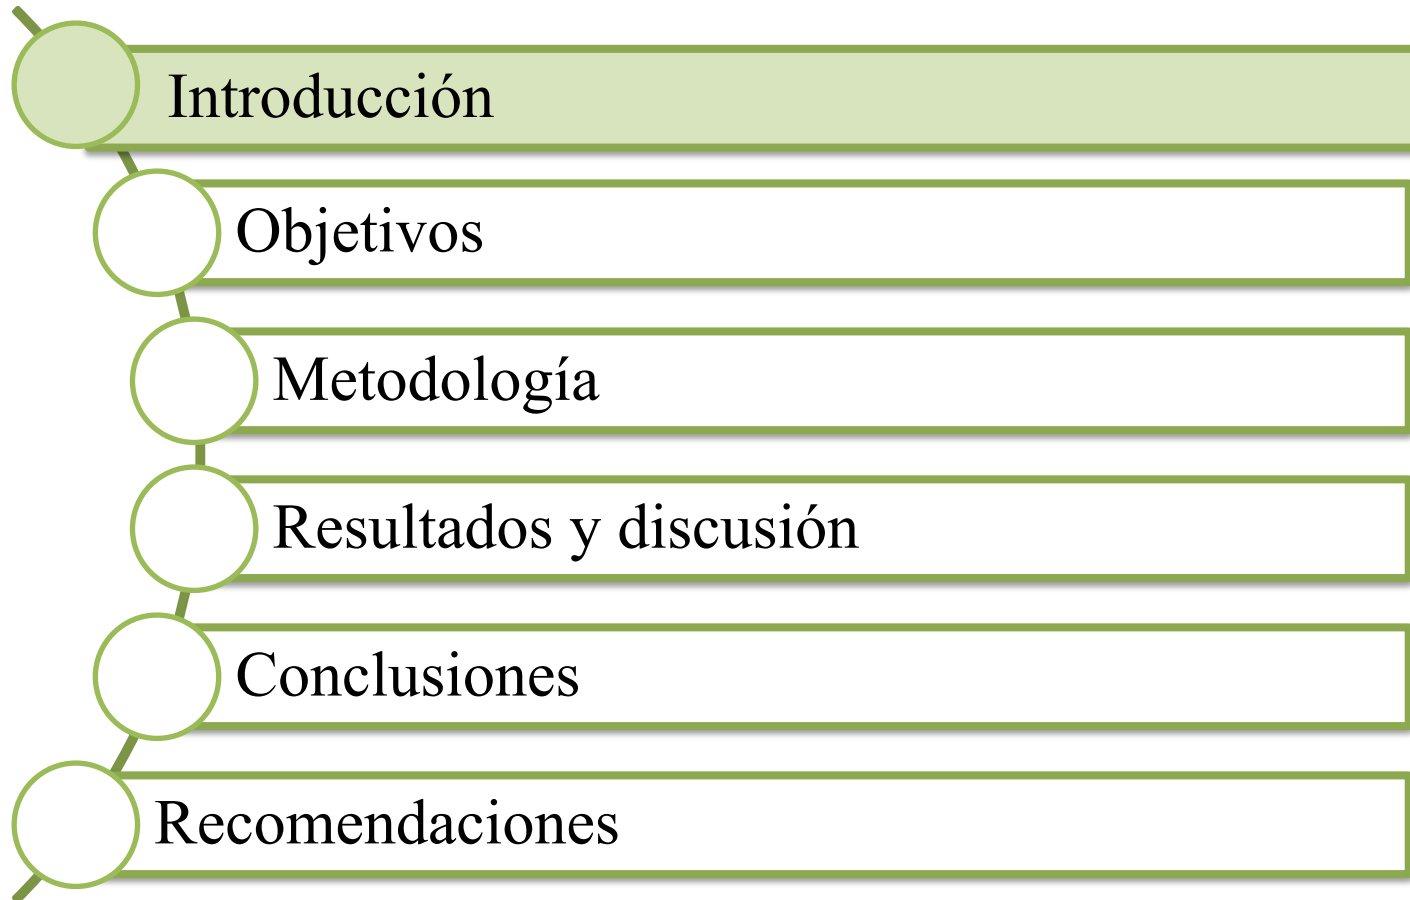 Introducción
Objetivos
Metodología
Resultados y discusión
Conclusiones
Recomendaciones